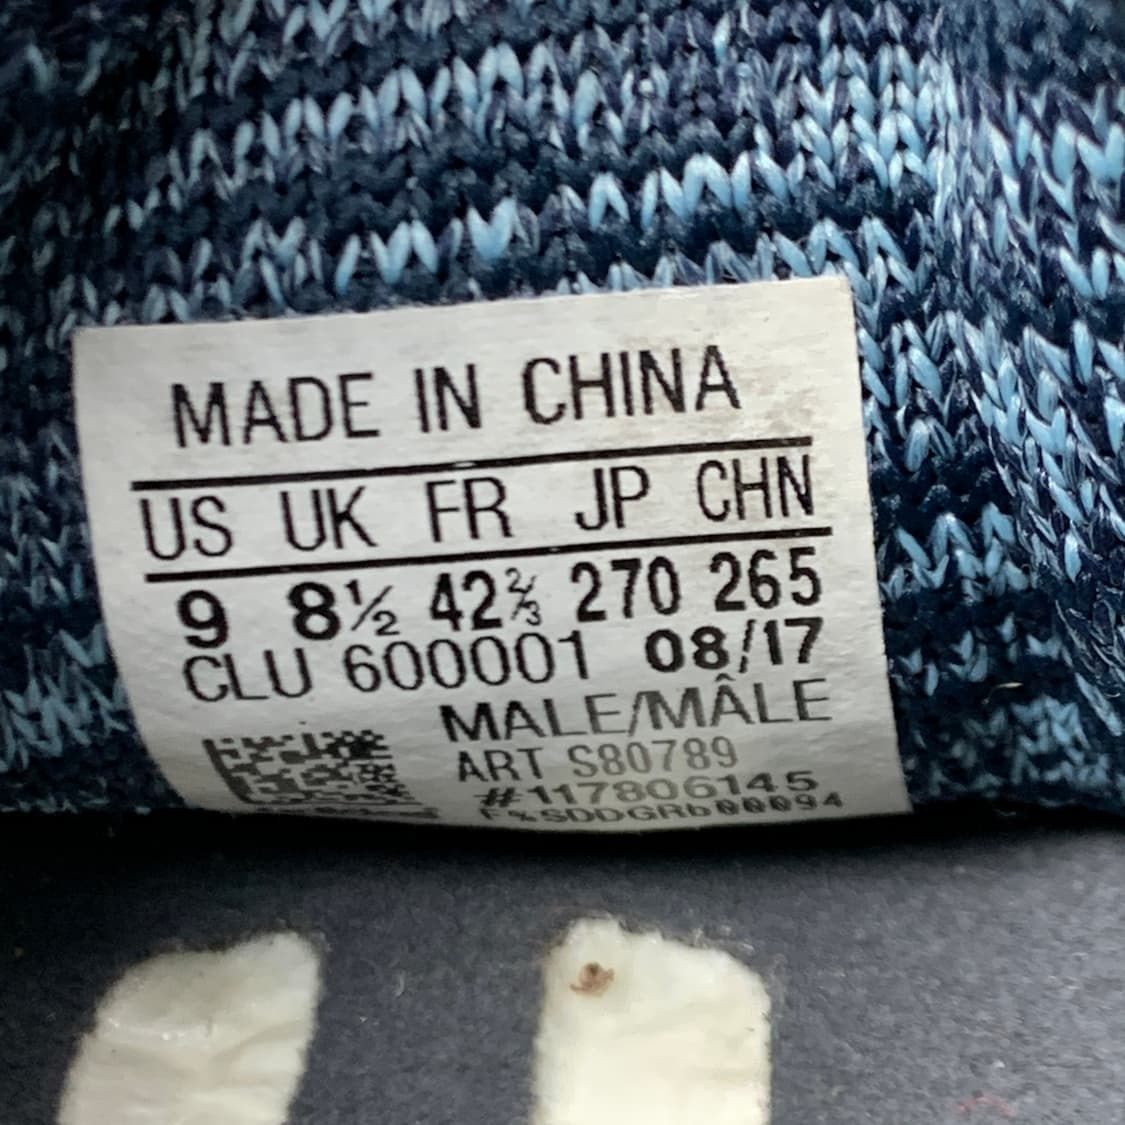 MADE IN CHINA
US UK FR JP CHN
9 8½ 42⅔ 270 265
CLU 600001 08/17
MALE/MÂLE
ART S80789
#117806145